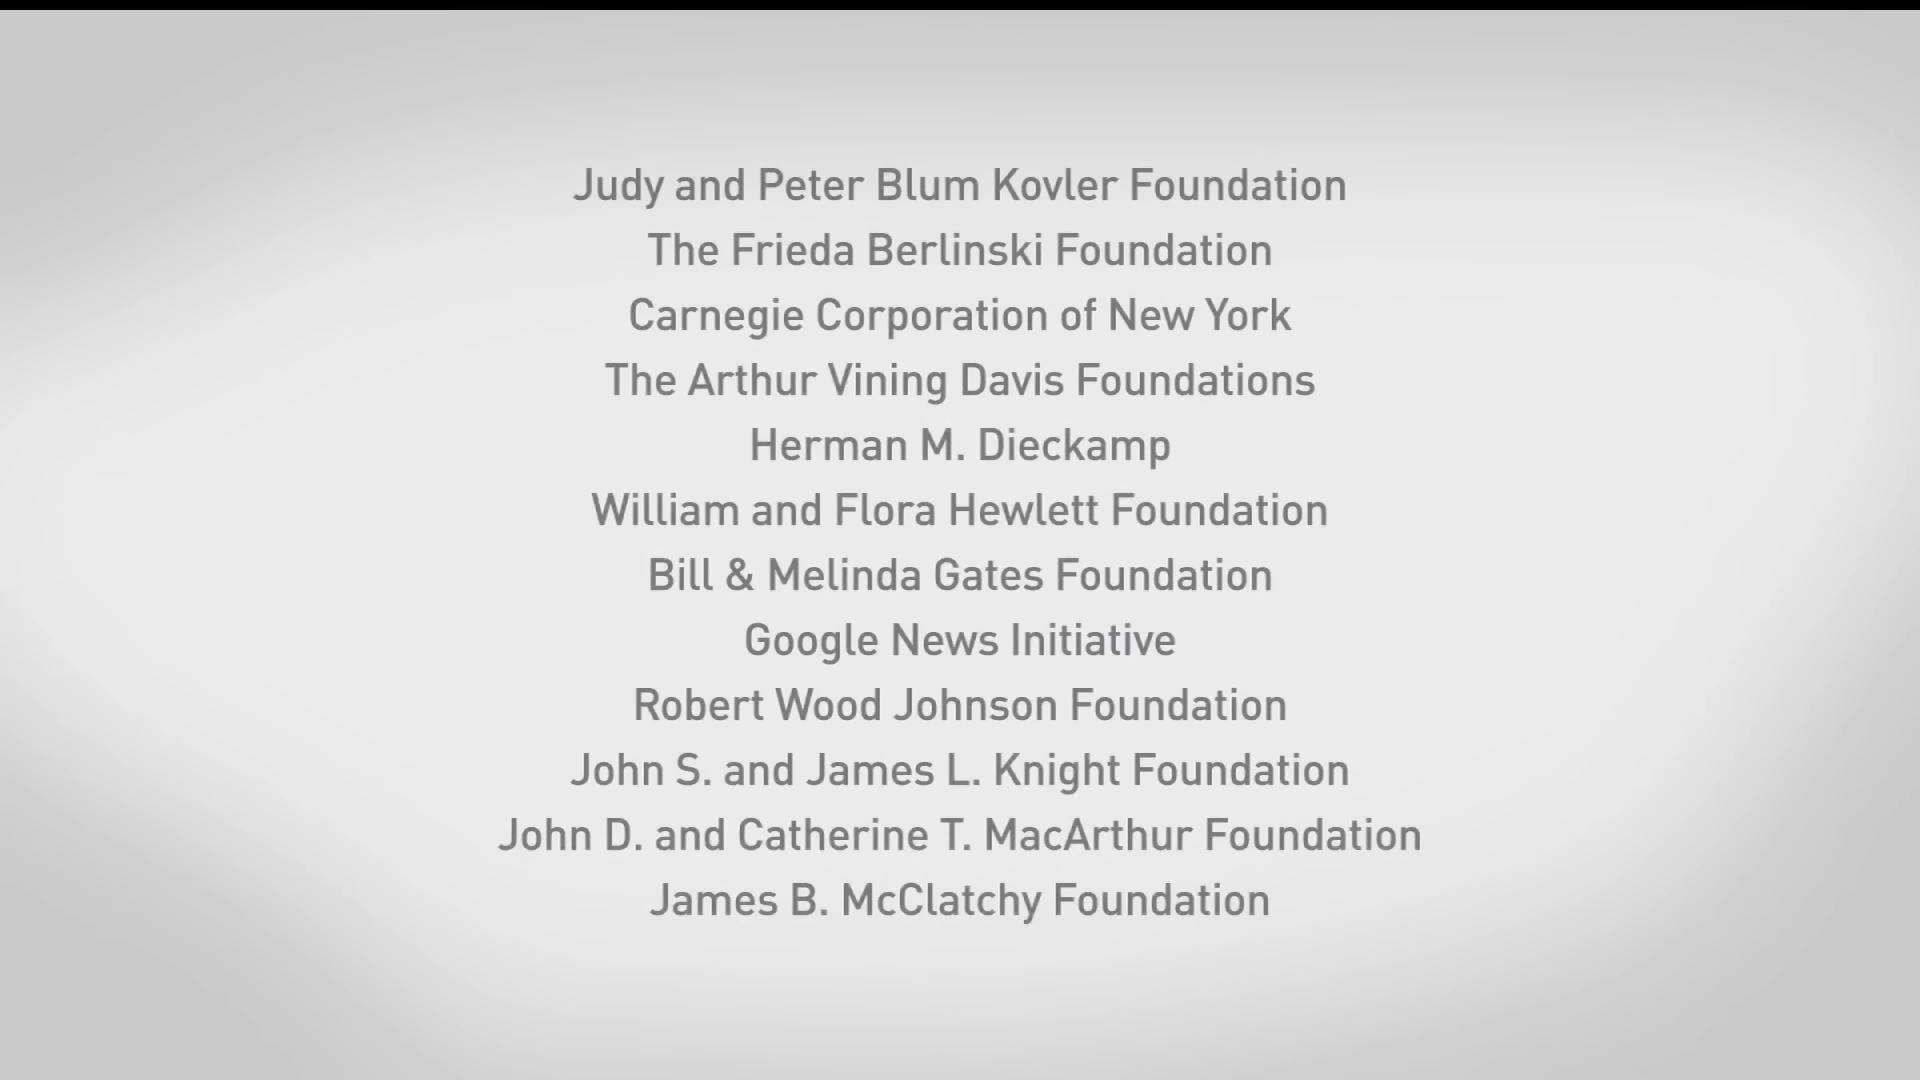 Judy and Peter Blum Kovler Foundation
The Frieda Berlinski Foundation
Carnegie Corporation of New York
The Arthur Vining Davis Foundations
Herman M. Dieckamp
William and Flora Hewlett Foundation
Bill & Melinda Gates Foundation
Google News Initiative
Robert Wood Johnson Foundation
John S. and James L. Knight Foundation
John D. and Catherine T. MacArthur Foundation
James B. McClatchy Foundation